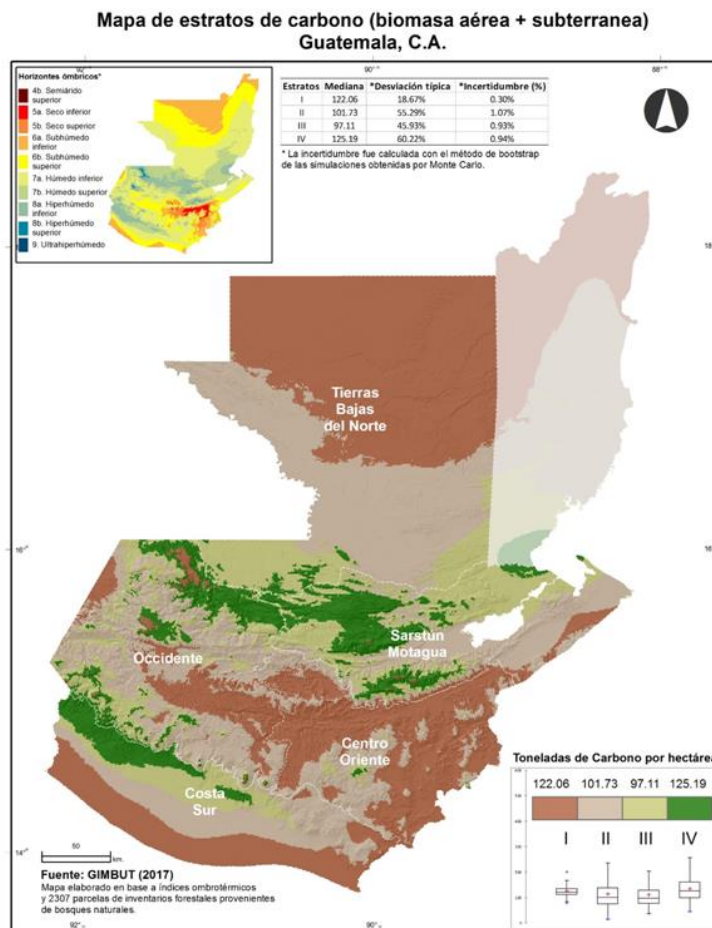 Mapa de estratos de carbono (biomasa aérea + subterranea)
Guatemala, C.A.
Horizontes ómbricos*
4b. Semiárido
superior
5a. Seco inferior
5b. Seco superior
6a. Subhúmedo
inferior
6b. Subhúmedo
superior
7a. Húmedo inferior
7b. Húmedo superior
8a. Hiperhúmedo
inferior
8b. Hiperhúmedo
superior
9. Ultrahiperhúmedo
Estratos Mediana *Desviación típica *Incertidumbre (%)
I 122.06 18.67% 0.30%
II 101.73 55.29% 1.07%
III 97.11 45.93% 0.93%
IV 125.19 60.22% 0.94%
* La incertidumbre fue calculada con el método de bootstrap
de las simulaciones obtenidas por Monte Carlo.
Tierras
Bajas
del Norte
Sarstún
Motagua
Occidente
Centro
Oriente
Costa
Sur
Toneladas de Carbono por hectárea
122.06 101.73 97.11 125.19
I II III IV
50
km.
Fuente: GIMBUT (2017)
Mapa elaborado en base a índices ombrotérmicos
y 2307 parcelas de inventarios forestales provenientes
de bosques naturales.